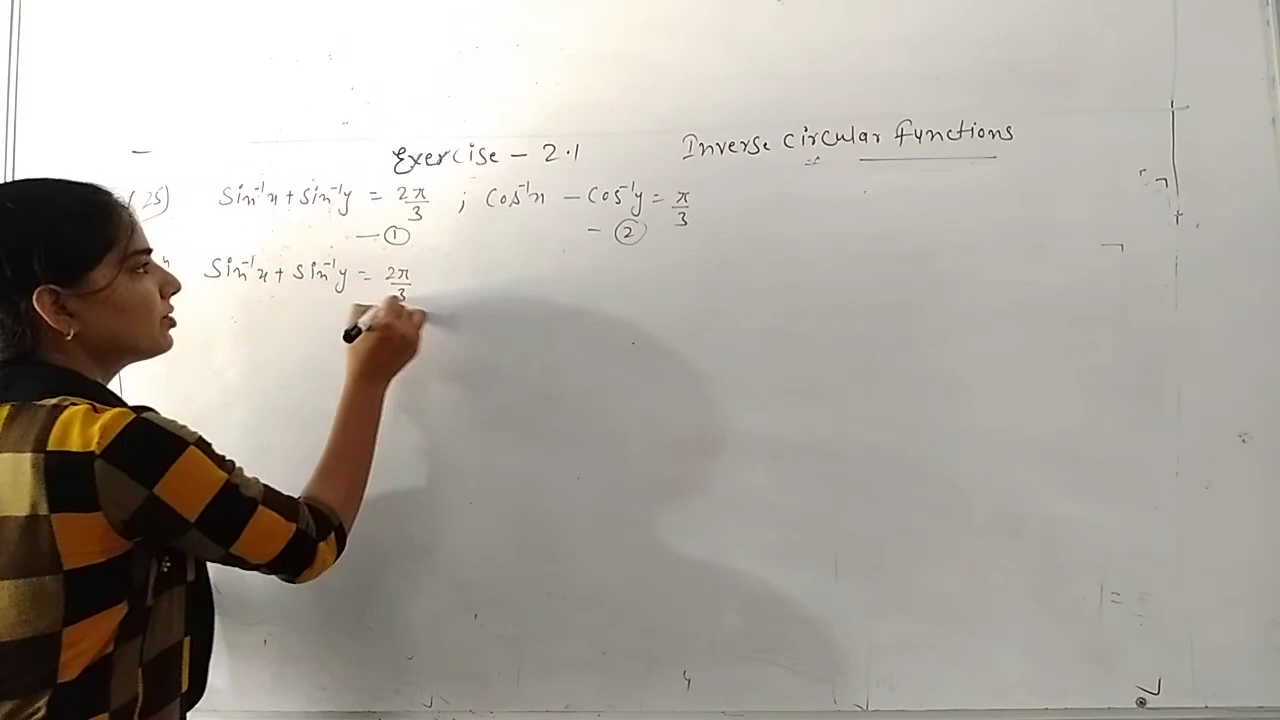 Exercise - 2.1 Inverse circular functions
(25) Sin⁻¹x + Sin⁻¹y = 2π/3 ; Cos⁻¹x - Cos⁻¹y = π/3
— ① - ②
Sin⁻¹x + Sin⁻¹y = 2π/3